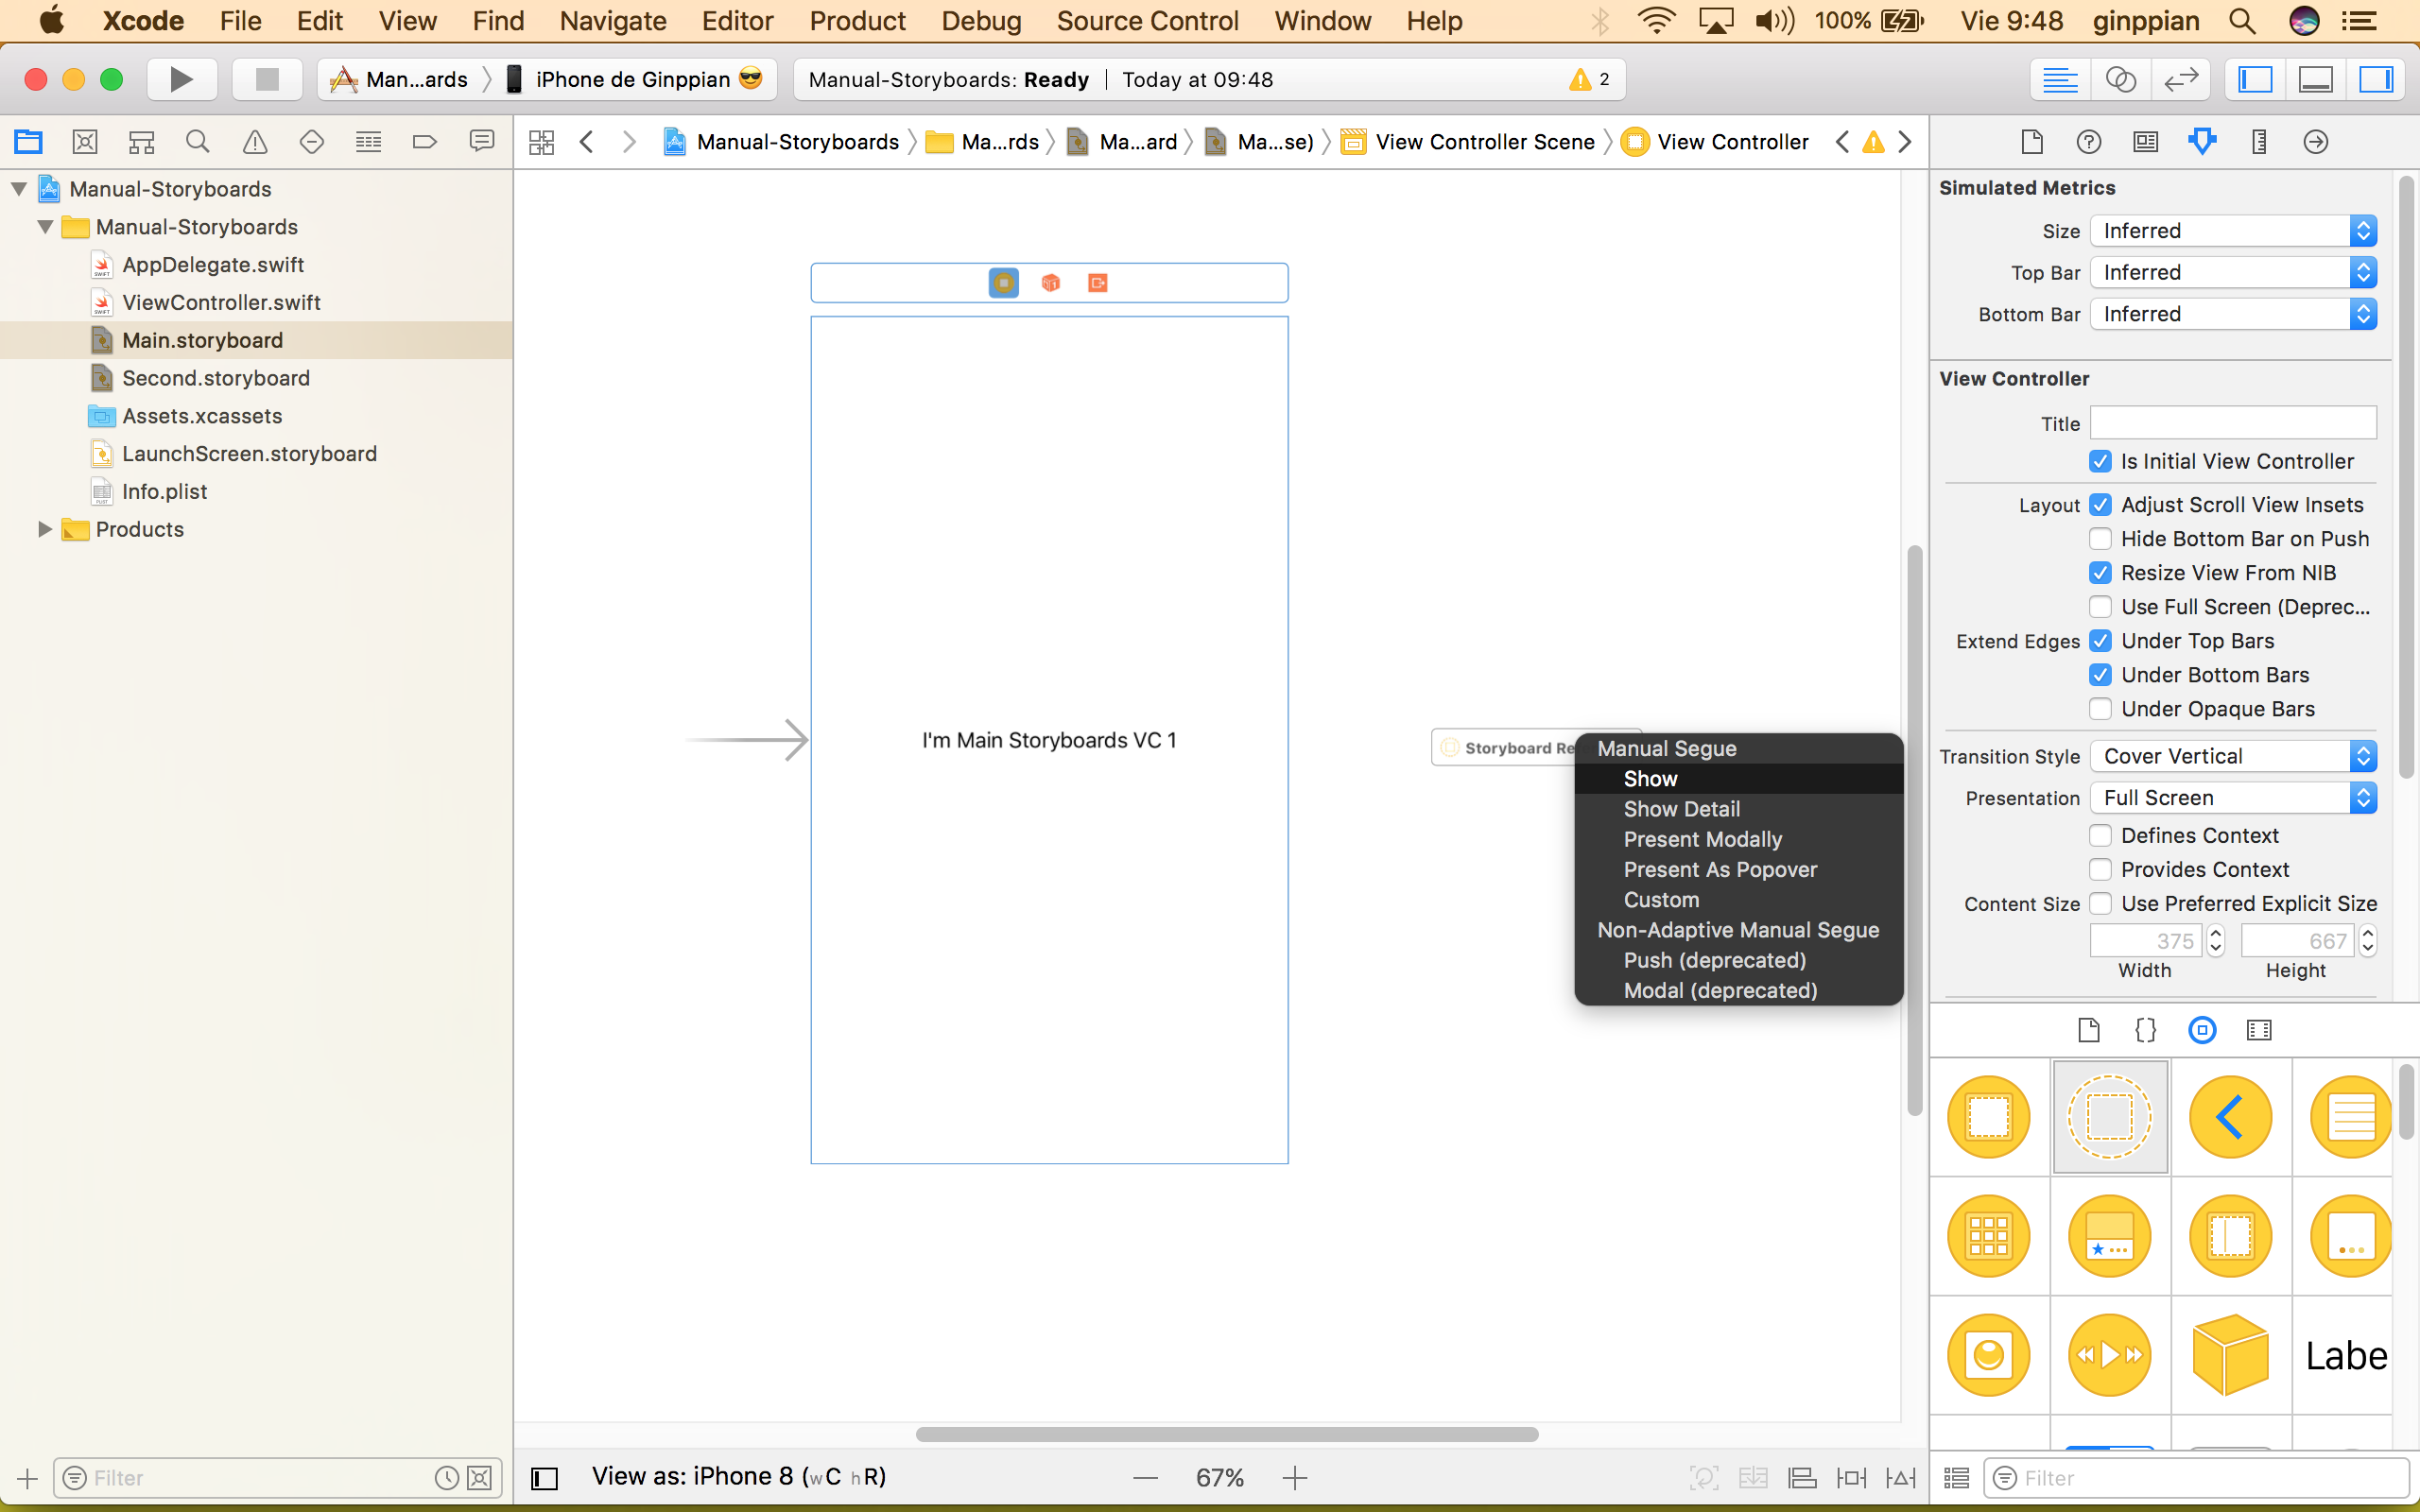 Xcode File Edit View Find Navigate Editor Product Debug Source Control Window Help 100% Vie 9:48 ginppian
Man...ards iPhone de Ginppian 😎 Manual-Storyboards: Ready | Today at 09:48 2
Manual-Storyboards Ma...rds Ma...ard Ma...se) View Controller Scene View Controller
Manual-Storyboards
Manual-Storyboards
AppDelegate.swift
ViewController.swift
Main.storyboard
Second.storyboard
Assets.xcassets
LaunchScreen.storyboard
Info.plist
Products
Filter
I'm Main Storyboards VC 1
Storyboard Re
Manual Segue
Show
Show Detail
Present Modally
Present As Popover
Custom
Non-Adaptive Manual Segue
Push (deprecated)
Modal (deprecated)
View as: iPhone 8 (wC hR) — 67% +
Simulated Metrics
Size Inferred
Top Bar Inferred
Bottom Bar Inferred
View Controller
Title
Is Initial View Controller
Layout Adjust Scroll View Insets
Hide Bottom Bar on Push
Resize View From NIB
Use Full Screen (Deprec...
Extend Edges Under Top Bars
Under Bottom Bars
Under Opaque Bars
Transition Style Cover Vertical
Presentation Full Screen
Defines Context
Provides Context
Content Size Use Preferred Explicit Size
375 667
Width Height
{}
Labe
Filter